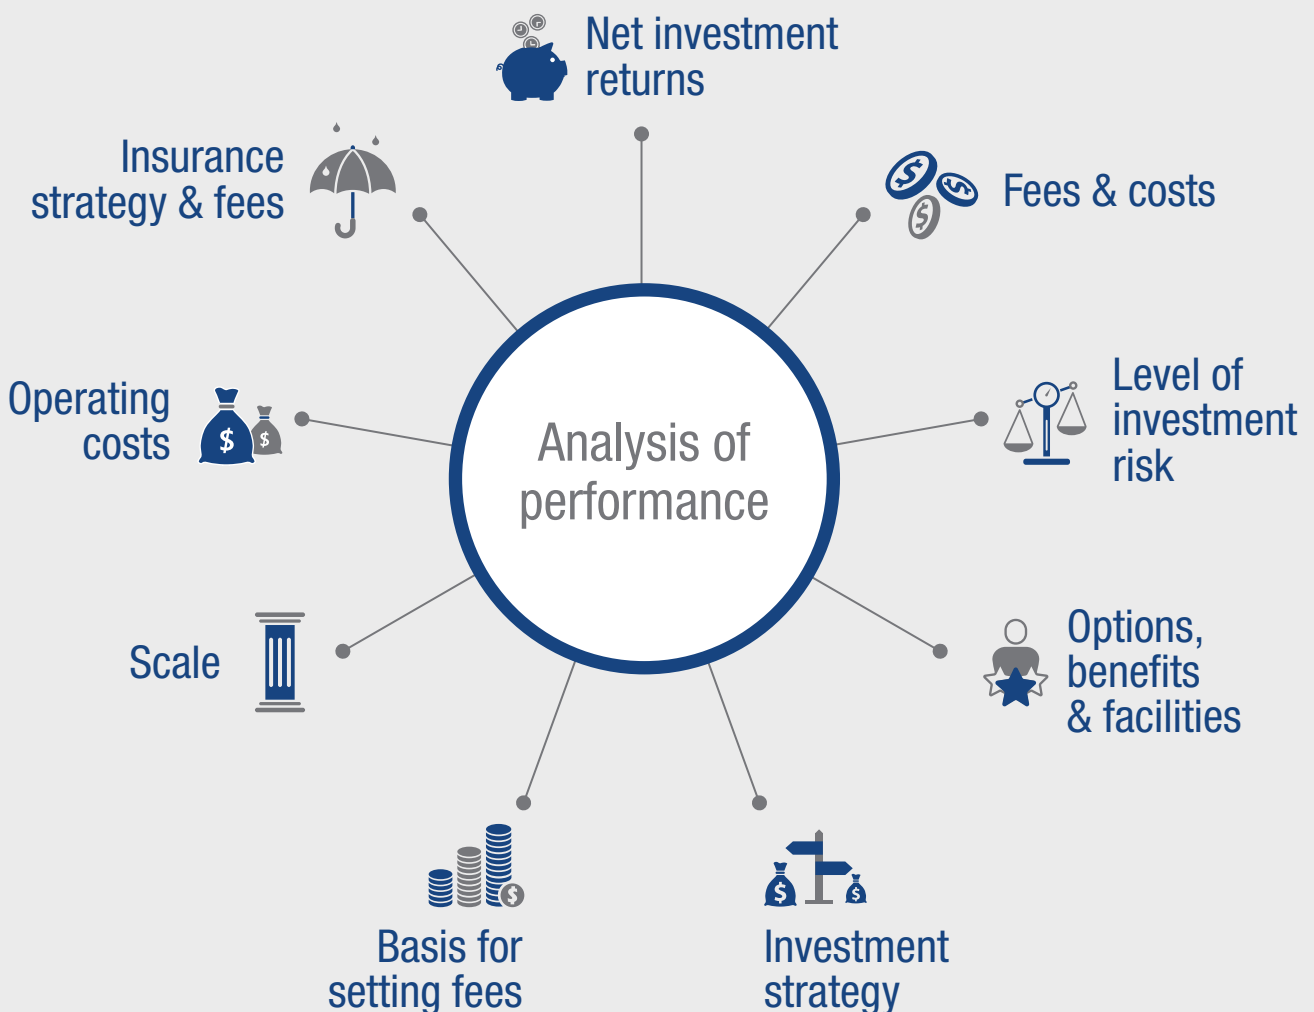 Net investment
returns
Fees & costs
Level of
investment
risk
Options,
benefits
& facilities
Investment
strategy
Basis for
setting fees
Scale
Operating
costs
Insurance
strategy & fees
Analysis of
performance
$
$
$
$
$
$
$
$